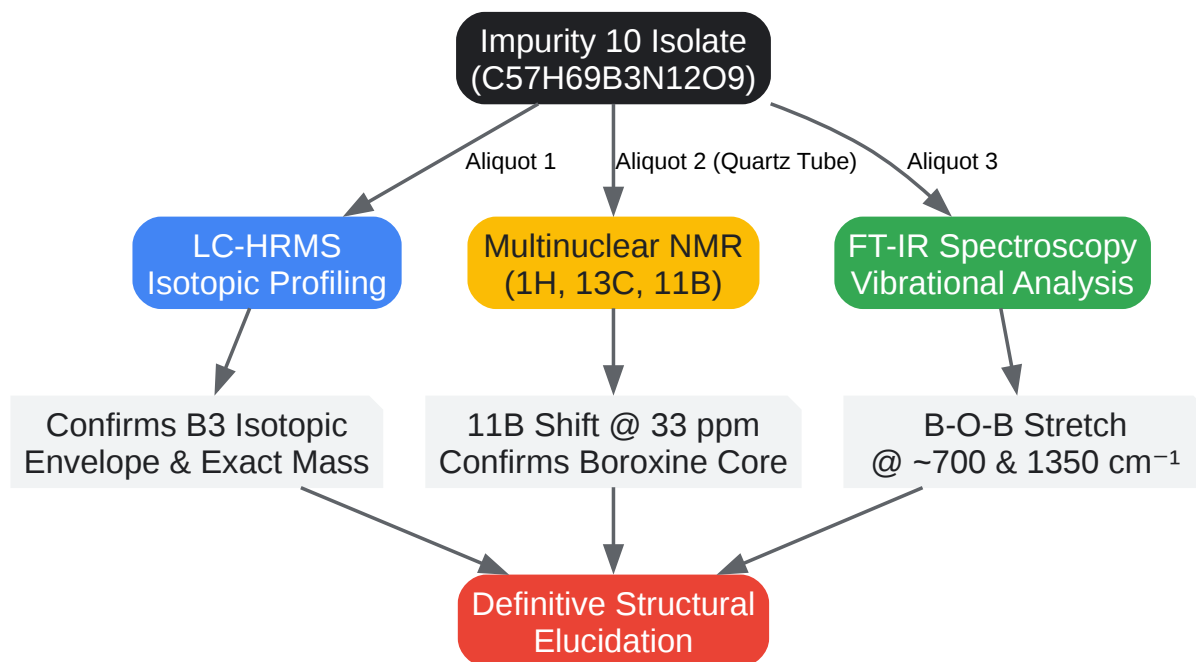 Impurity 10 Isolate
(C57H69B3N12O9)
Aliquot 1
Aliquot 2 (Quartz Tube)
Aliquot 3
LC-HRMS
Isotopic Profiling
Multinuclear NMR
(1H, 13C, 11B)
FT-IR Spectroscopy
Vibrational Analysis
Confirms B3 Isotopic
Envelope & Exact Mass
11B Shift @ 33 ppm
Confirms Boroxine Core
B-O-B Stretch
@ ~700 & 1350 cm⁻¹
Definitive Structural
Elucidation